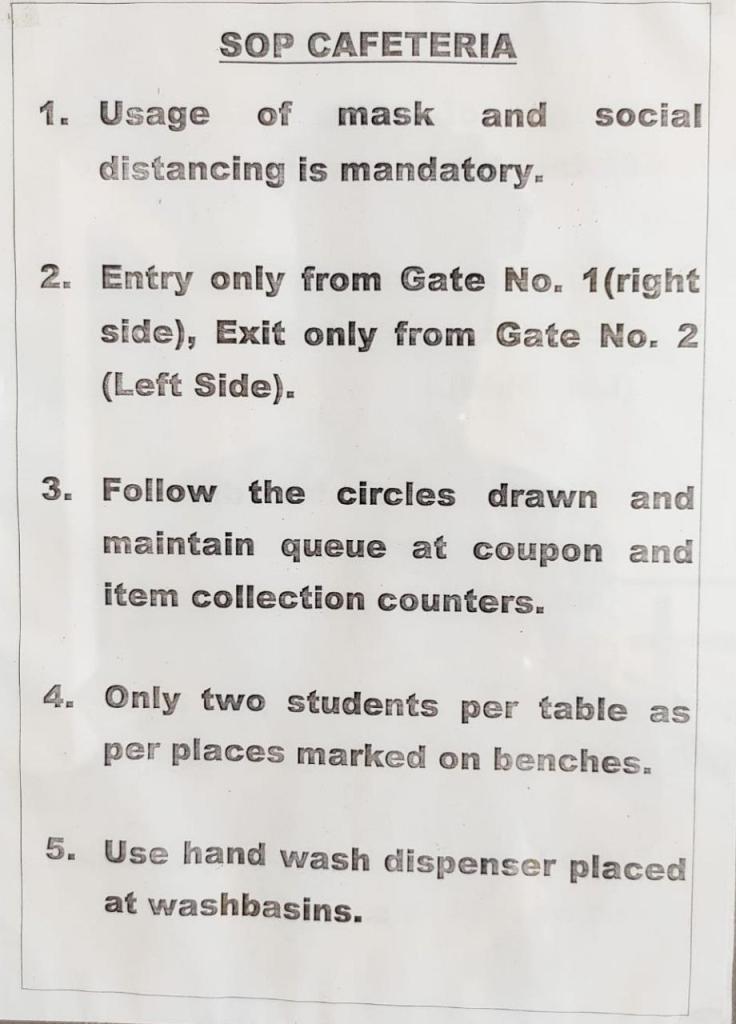 SOP CAFETERIA
1. Usage of mask and social
distancing is mandatory.
2. Entry only from Gate No. 1(right
side), Exit only from Gate No. 2
(Left Side).
3. Follow the circles drawn and
maintain queue at coupon and
item collection counters.
4. Only two students per table as
per places marked on benches.
5. Use hand wash dispenser placed
at washbasins.